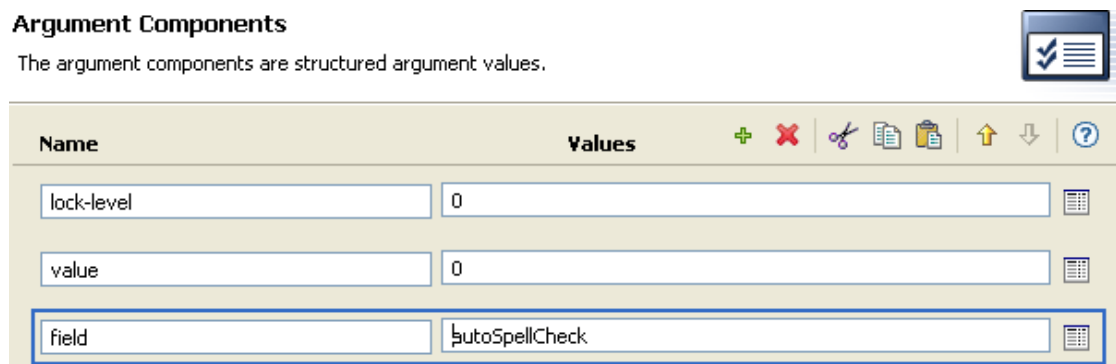 Argument Components
The argument components are structured argument values.
Name Values
lock-level 0
value 0
field autoSpellCheck